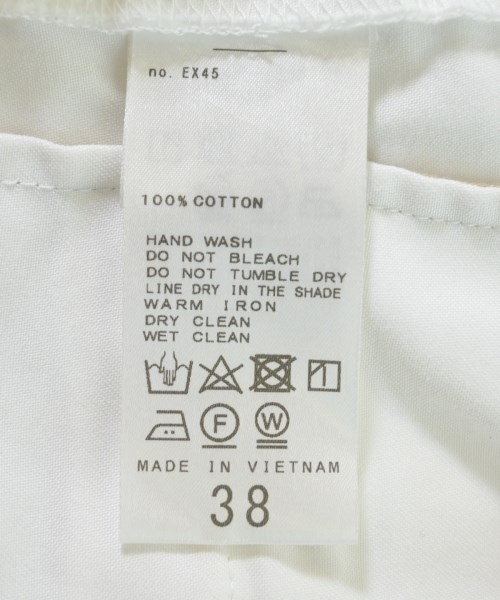 no. EX45
100% COTTON
HAND WASH
DO NOT BLEACH
DO NOT TUMBLE DRY
LINE DRY IN THE SHADE
WARM IRON
DRY CLEAN
WET CLEAN
F W
MADE IN VIETNAM
38